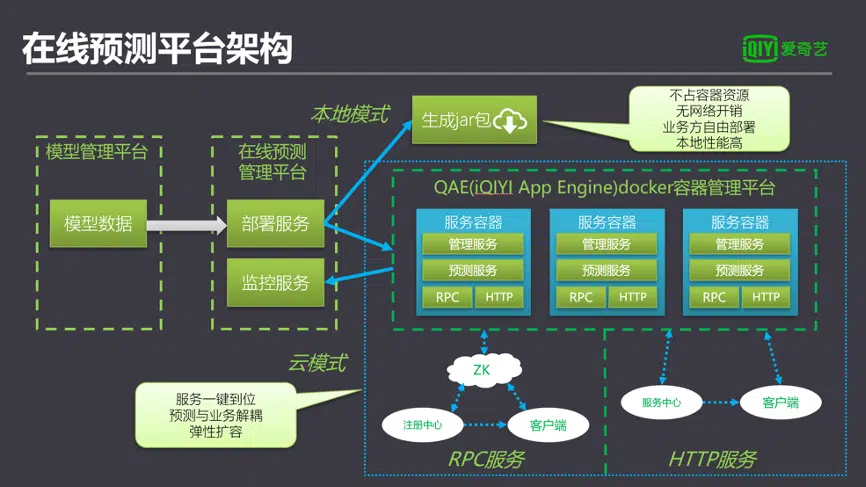 在线预测平台架构
iQIYI 爱奇艺
本地模式
生成jar包
不占容器资源
无网络开销
业务方自由部署
本地性能高
模型管理平台
在线预测
管理平台
模型数据
部署服务
监控服务
QAE(iQIYI App Engine)docker容器管理平台
服务容器
管理服务
预测服务
RPC HTTP
服务容器
管理服务
预测服务
RPC HTTP
服务容器
管理服务
预测服务
RPC HTTP
云模式
服务一键到位
预测与业务解耦
弹性扩容
ZK
注册中心
客户端
RPC服务
服务中心
客户端
HTTP服务